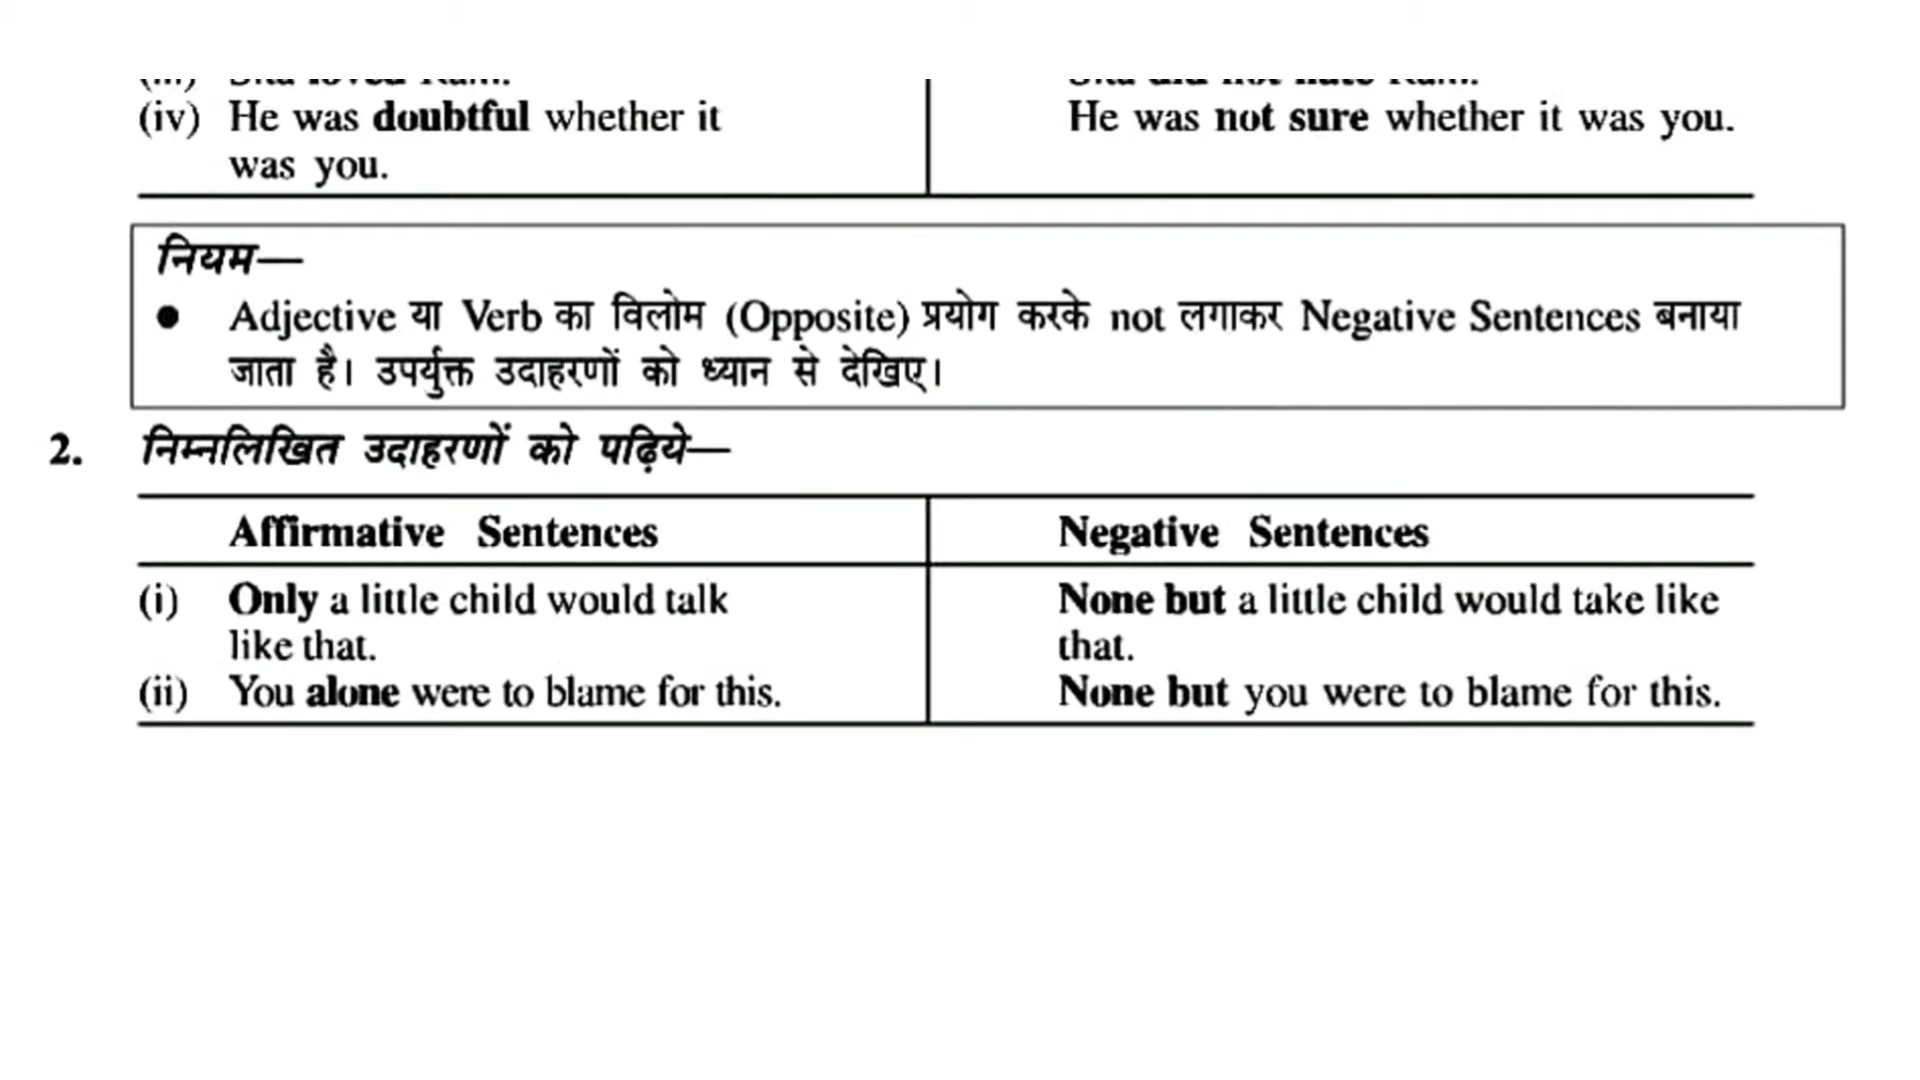 (iv) He was doubtful whether it He was not sure whether it was you.
was you.
नियम—
● Adjective या Verb का विलोम (Opposite) प्रयोग करके not लगाकर Negative Sentences बनाया
जाता है। उपर्युक्त उदाहरणों को ध्यान से देखिए।
2. निम्नलिखित उदाहरणों को पढ़िये—
Affirmative Sentences Negative Sentences
(i) Only a little child would talk None but a little child would take like
like that. that.
(ii) You alone were to blame for this. None but you were to blame for this.